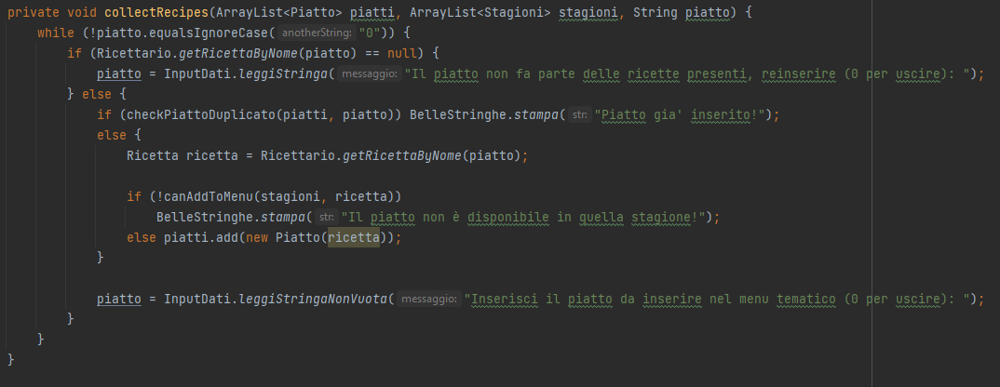 private void collectRecipes(ArrayList<Piatto> piatti, ArrayList<Stagioni> stagioni, String piatto) {
while (!piatto.equalsIgnoreCase( anotherString: "0")) {
if (Ricettario.getRicettaByNome(piatto) == null) {
piatto = InputDati.leggiStringa( messaggio: "Il piatto non fa parte delle ricette presenti, reinserire (0 per uscire): ");
} else {
if (checkPiattoDuplicato(piatti, piatto)) BelleStringhe.stampa( str: "Piatto gia' inserito!");
else {
Ricetta ricetta = Ricettario.getRicettaByNome(piatto);
if (!canAddToMenu(stagioni, ricetta))
BelleStringhe.stampa( str: "Il piatto non è disponibile in quella stagione!");
else piatti.add(new Piatto(ricetta));
}
piatto = InputDati.leggiStringaNonVuota( messaggio: "Inserisci il piatto da inserire nel menu tematico (0 per uscire): ");
}
}
}